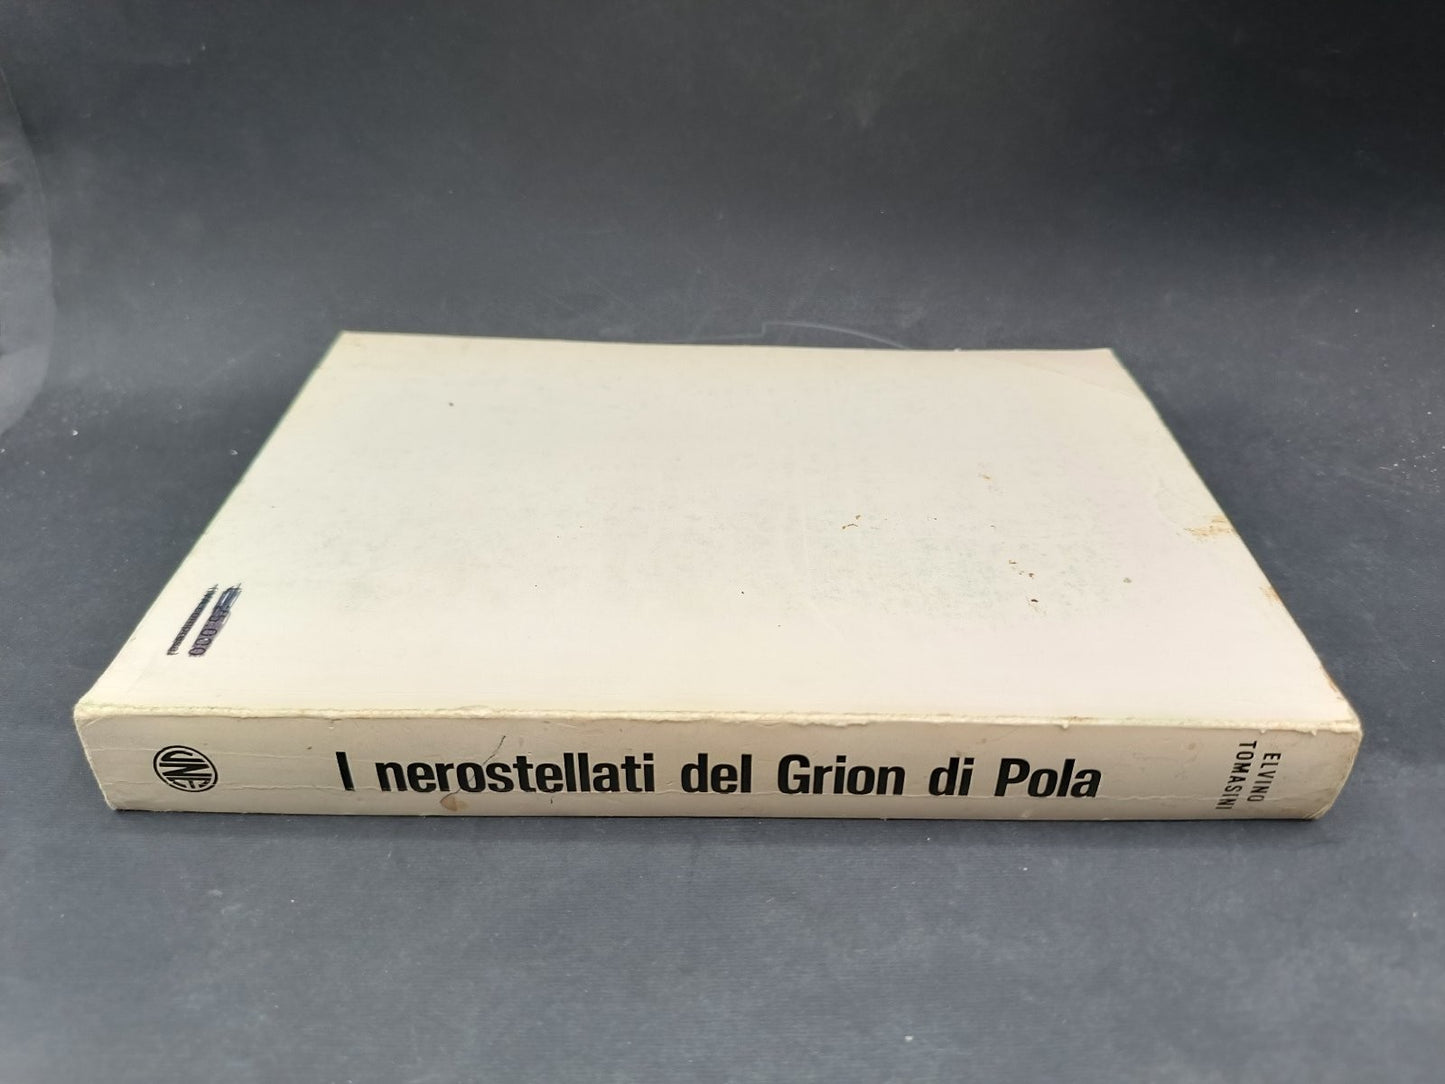 I nerostellati del Grion di Pola
ELVINO
TOMASINI